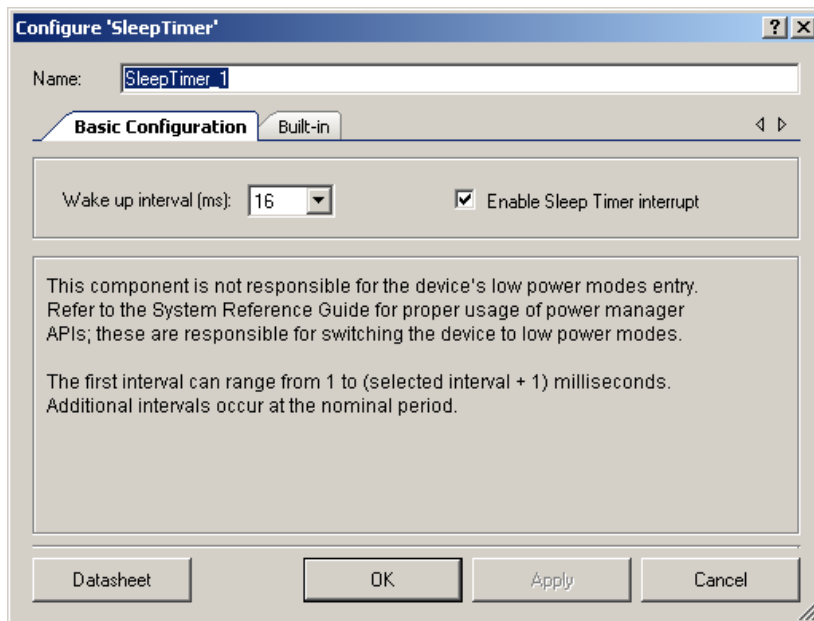 Configure 'SleepTimer'
Name: SleepTimer_1
Basic Configuration Built-in
Wake up interval (ms): 16 Enable Sleep Timer interrupt
This component is not responsible for the device's low power modes entry.
Refer to the System Reference Guide for proper usage of power manager
APIs; these are responsible for switching the device to low power modes.
The first interval can range from 1 to (selected interval + 1) milliseconds.
Additional intervals occur at the nominal period.
Datasheet OK Apply Cancel